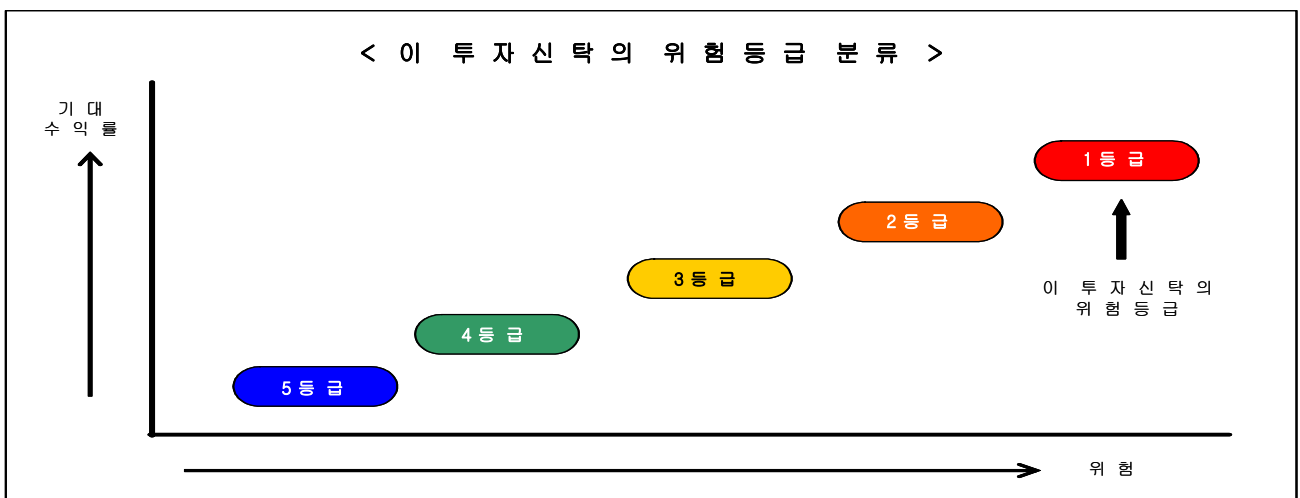 < 이 투자신탁의 위험등급 분류 >
기대
수익률
1등급
2등급
3등급
이 투자신탁의
위험등급
4등급
5등급
위험